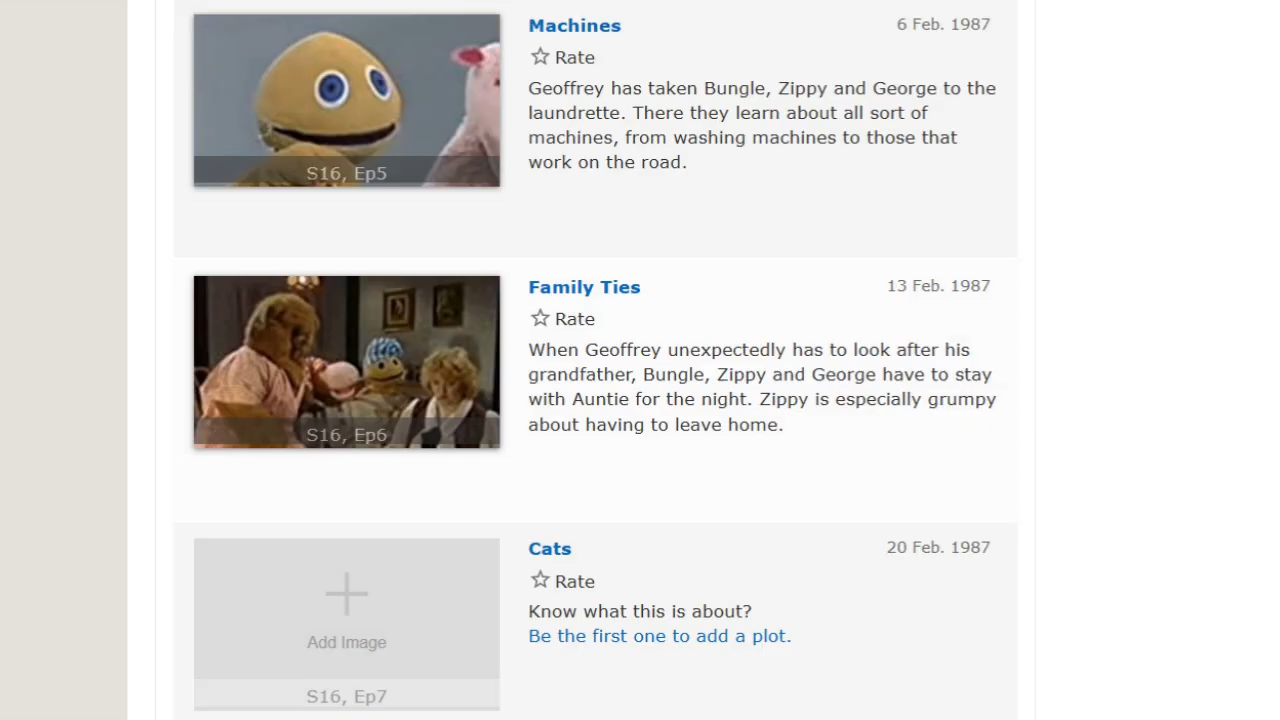 Machines
6 Feb. 1987
Rate
Geoffrey has taken Bungle, Zippy and George to the
laundrette. There they learn about all sort of
machines, from washing machines to those that
work on the road.
S16, Ep5
Family Ties
13 Feb. 1987
Rate
When Geoffrey unexpectedly has to look after his
grandfather, Bungle, Zippy and George have to stay
with Auntie for the night. Zippy is especially grumpy
about having to leave home.
S16, Ep6
Cats
20 Feb. 1987
Rate
Know what this is about?
Be the first one to add a plot.
Add Image
S16, Ep7